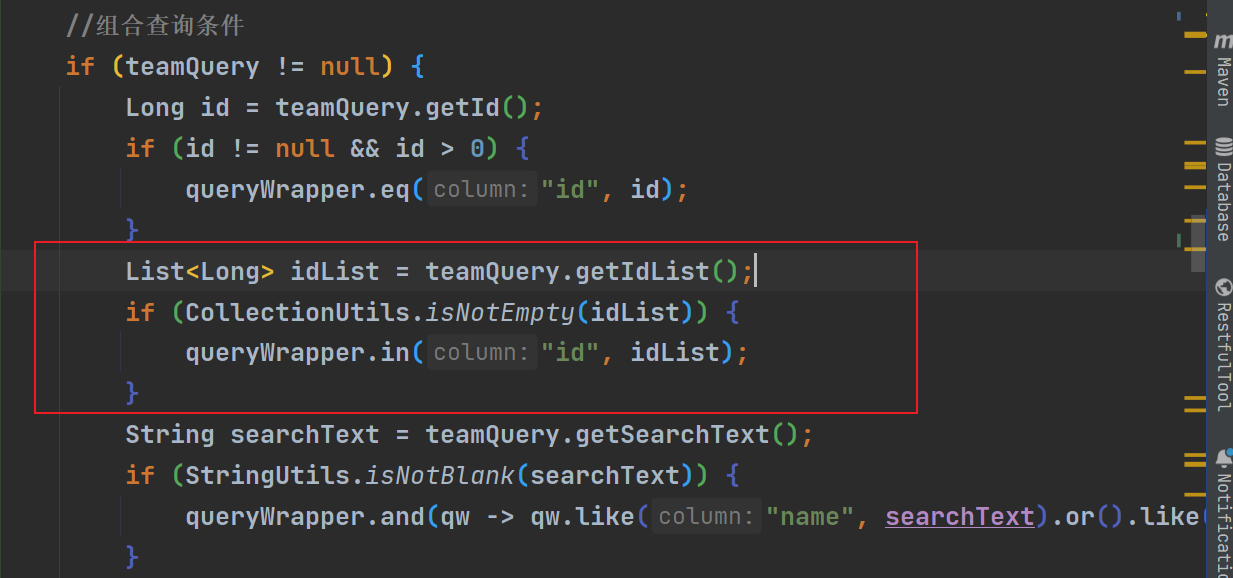 //组合查询条件
if (teamQuery != null) {
Long id = teamQuery.getId();
if (id != null && id > 0) {
queryWrapper.eq( column: "id", id);
}
List<Long> idList = teamQuery.getIdList();
if (CollectionUtils.isNotEmpty(idList)) {
queryWrapper.in( column: "id", idList);
}
String searchText = teamQuery.getSearchText();
if (StringUtils.isNotBlank(searchText)) {
queryWrapper.and(qw -> qw.like( column: "name", searchText).or().like(
}
m Maven
Database
RestfulTool